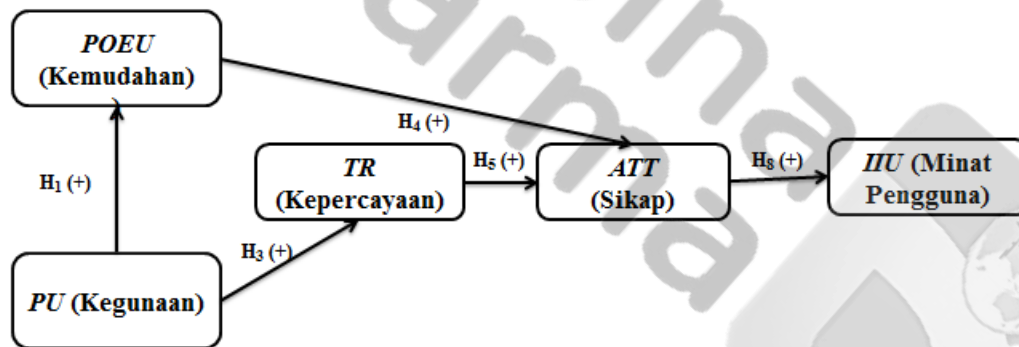 POEU
(Kemudahan)
)
H4 (+)
H1 (+)
TR
(Kepercayaan)
H5 (+)
ATT
(Sikap)
H8 (+)
IIU (Minat
Pengguna)
H3 (+)
PU (Kegunaan)